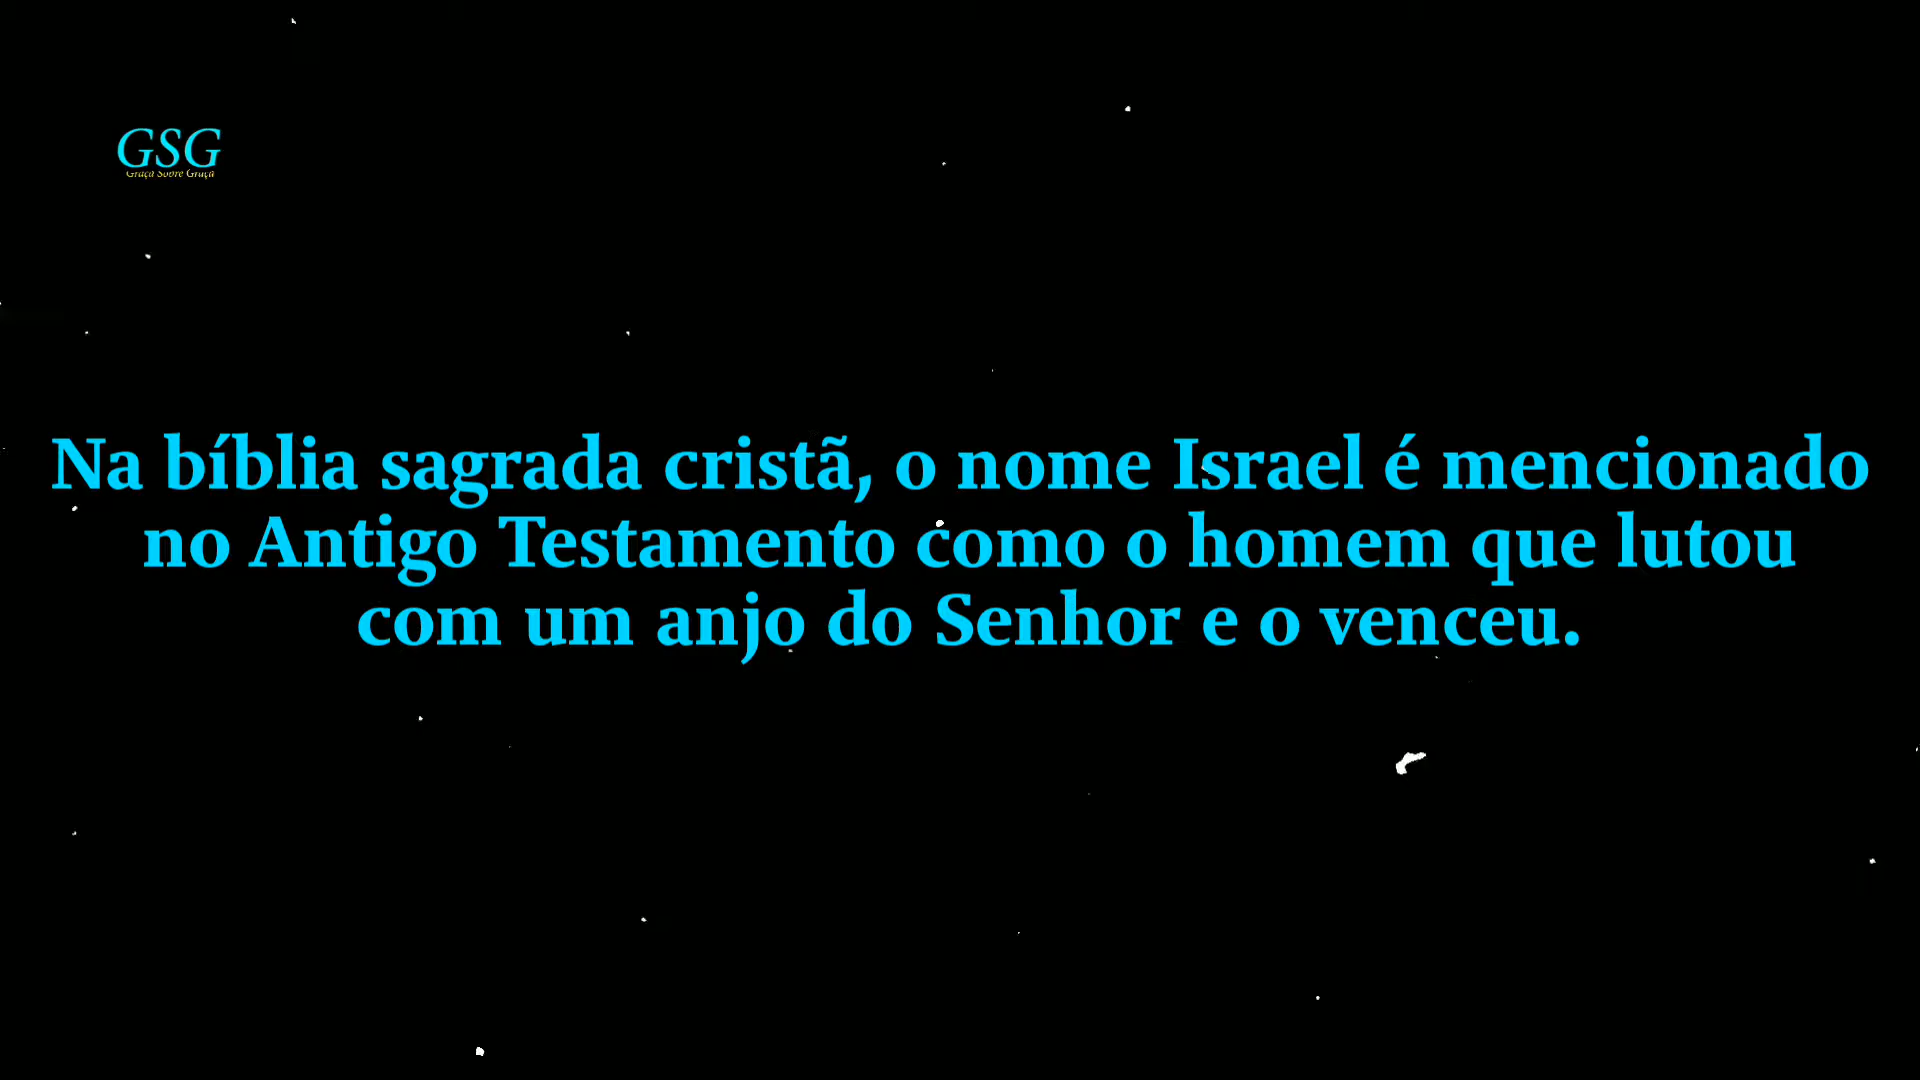 GSG
Graça Sobre Graça
Na bíblia sagrada cristã, o nome Israel é mencionado
no Antigo Testamento como o homem que lutou
com um anjo do Senhor e o venceu.